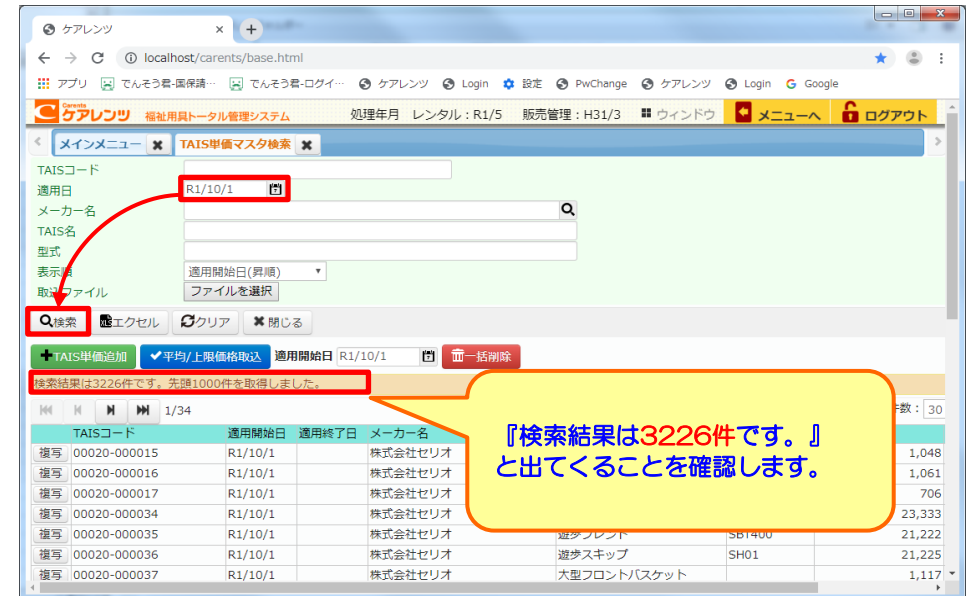 ケアレンツ
localhost/carents/base.html
アプリ でんそう君-国保請… でんそう君-ログイ… ケアレンツ Login 設定 PwChange ケアレンツ Login Google
Carents
ケアレンツ 福祉用具トータル管理システム 処理年月 レンタル：R1/5 販売管理：H31/3 ウィンドウ メニューへ ログアウト
メインメニュー TAIS単価マスタ検索
TAISコード
適用日 R1/10/1
メーカー名
TAIS名
型式
表示順 適用開始日(昇順)
取込ファイル ファイルを選択
検索 エクセル クリア 閉じる
TAIS単価追加 平均/上限価格取込 適用開始日 R1/10/1 一括削除
検索結果は3226件です。先頭1000件を取得しました。
1/34 件数： 30
TAISコード 適用開始日 適用終了日 メーカー名
複写 00020-000015 R1/10/1 株式会社セリオ 1,048
複写 00020-000016 R1/10/1 株式会社セリオ 1,061
複写 00020-000017 R1/10/1 株式会社セリオ 706
複写 00020-000034 R1/10/1 株式会社セリオ 23,333
複写 00020-000035 R1/10/1 株式会社セリオ 遊歩フレンド SBT400 21,222
複写 00020-000036 R1/10/1 株式会社セリオ 遊歩スキップ SH01 21,225
複写 00020-000037 R1/10/1 株式会社セリオ 大型フロントバスケット 1,117
『検索結果は3226件です。』
と出てくることを確認します。